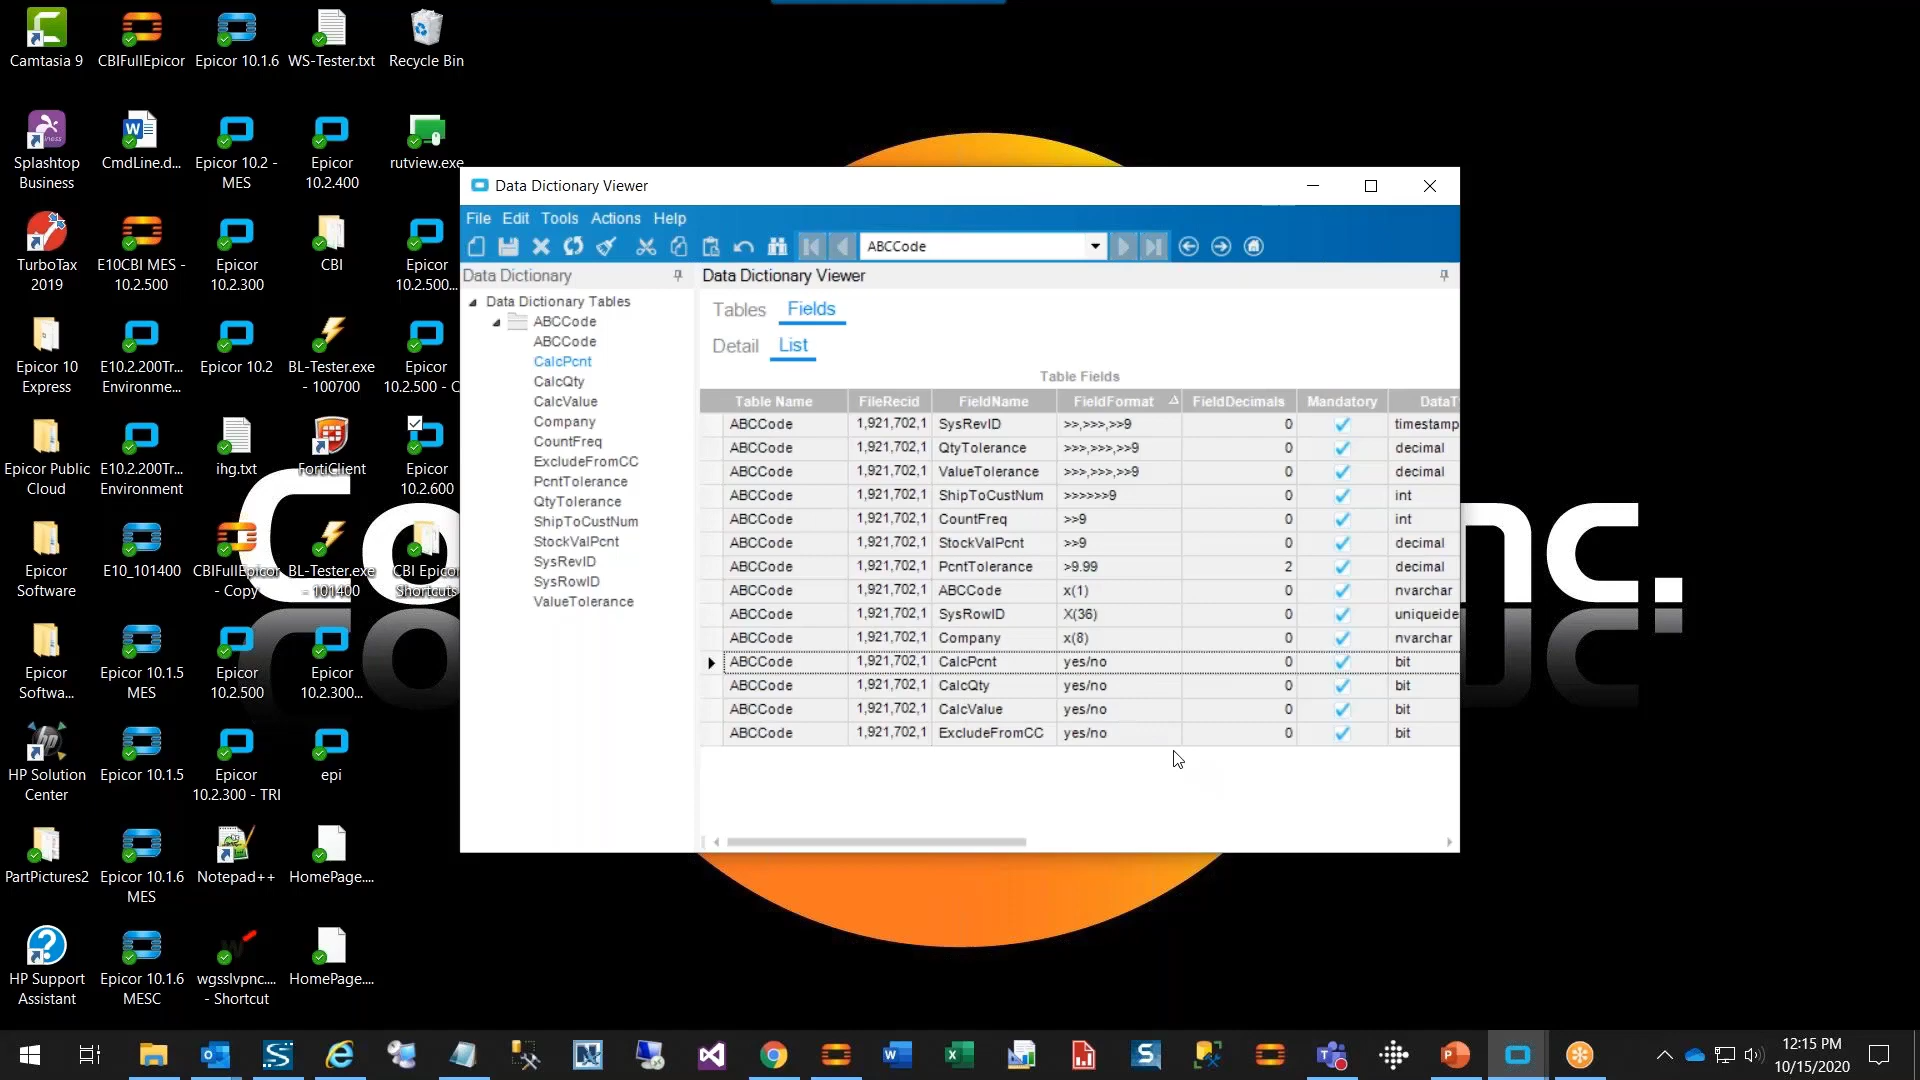 Camtasia 9
CBIFullEpicor
Epicor 10.1.6
WS-Tester.txt
Recycle Bin
Splashtop
Business
CmdLine.d...
Epicor 10.2 -
MES
Epicor
10.2.400
rutview.exe
TurboTax
2019
E10CBI MES -
10.2.500
Epicor
10.2.300
CBI
Epicor
10.2.500...
Epicor 10
Express
E10.2.200Tr...
Environme...
Epicor 10.2
BL-Tester.exe
- 100700
Epicor
10.2.500 - C
Epicor Public
Cloud
E10.2.200Tr...
Environment
ihg.txt
FortiClient
Epicor
10.2.600
Epicor
Software
E10_101400
CBIFullEpicor
- Copy
BL-Tester.exe
- 101400
CBI Epicor
Shortcuts
Epicor
Softwa...
Epicor 10.1.5
MES
Epicor
10.2.500
Epicor
10.2.300...
HP Solution
Center
Epicor 10.1.5
Epicor
10.2.300 - TRI
epi
PartPictures2
Epicor 10.1.6
MES
Notepad++
HomePage....
HP Support
Assistant
Epicor 10.1.6
MESC
wgsslvpnc....
- Shortcut
HomePage....
Co
nc.
Data Dictionary Viewer
File Edit Tools Actions Help
ABCCode
Data Dictionary
Data Dictionary Tables
ABCCode
ABCCode
CalcPcnt
CalcQty
CalcValue
Company
CountFreq
ExcludeFromCC
PcntTolerance
QtyTolerance
ShipToCustNum
StockValPcnt
SysRevID
SysRowID
ValueTolerance
Data Dictionary Viewer
Tables Fields
Detail List
Table Fields
Table Name FileRecid FieldName FieldFormat FieldDecimals Mandatory DataT
ABCCode 1,921,702,1 SysRevID >>,>>>,>>9 0 timestamp
ABCCode 1,921,702,1 QtyTolerance >>>,>>>,>>9 0 decimal
ABCCode 1,921,702,1 ValueTolerance >>>,>>>,>>9 0 decimal
ABCCode 1,921,702,1 ShipToCustNum >>>>>>9 0 int
ABCCode 1,921,702,1 CountFreq >>9 0 int
ABCCode 1,921,702,1 StockValPcnt >>9 0 decimal
ABCCode 1,921,702,1 PcntTolerance >9.99 2 decimal
ABCCode 1,921,702,1 ABCCode x(1) 0 nvarchar
ABCCode 1,921,702,1 SysRowID X(36) 0 uniqueide
ABCCode 1,921,702,1 Company x(8) 0 nvarchar
ABCCode 1,921,702,1 CalcPcnt yes/no 0 bit
ABCCode 1,921,702,1 CalcQty yes/no 0 bit
ABCCode 1,921,702,1 CalcValue yes/no 0 bit
ABCCode 1,921,702,1 ExcludeFromCC yes/no 0 bit
12:15 PM
10/15/2020